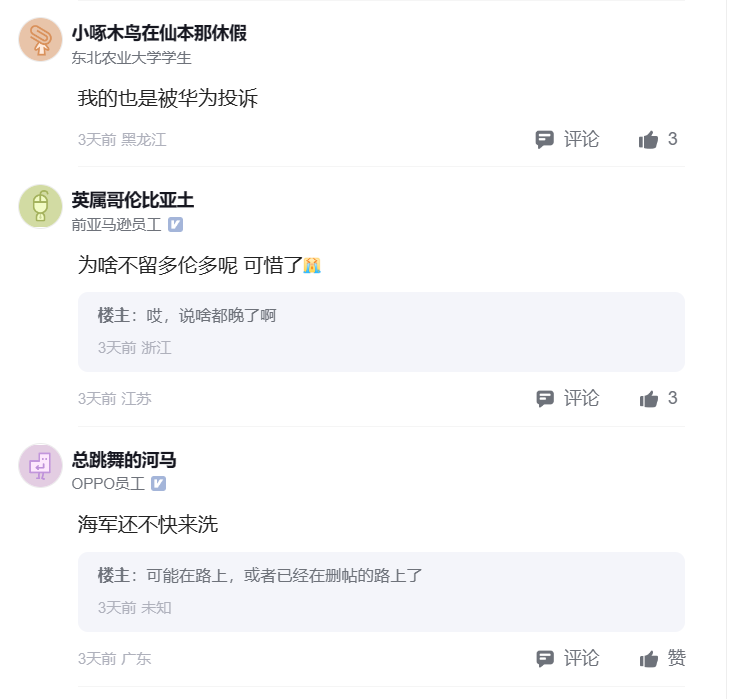 小啄木鸟在仙本那休假
东北农业大学学生
我的也是被华为投诉
3天前 黑龙江
评论
3
英属哥伦比亚土
前亚马逊员工
为啥不留多伦多呢 可惜了😭
楼主：哎，说啥都晚了啊
3天前 浙江
3天前 江苏
评论
3
总跳舞的河马
OPPO员工
海军还不快来洗
楼主：可能在路上，或者已经在删帖的路上了
3天前 未知
3天前 广东
评论
赞